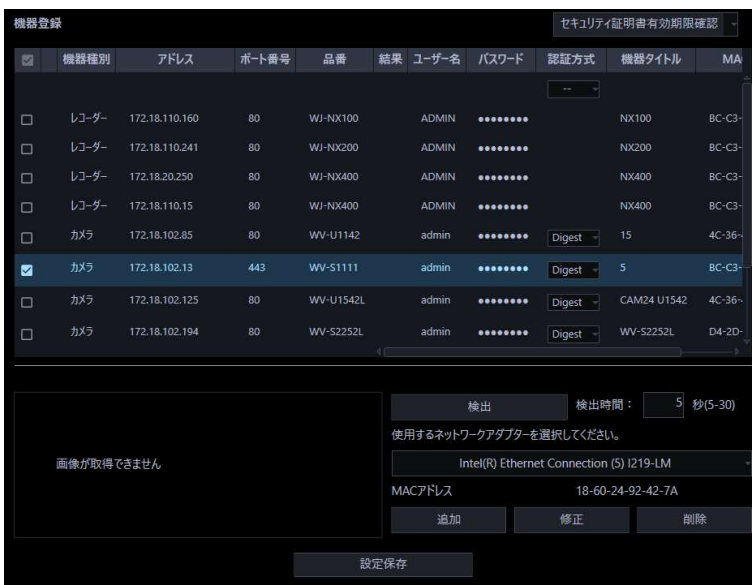 機器登録 セキュリティ証明書有効期限確認
機器種別 アドレス ポート番号 品番 結果 ユーザー名 パスワード 認証方式 機器タイトル MA
--
レコーダー 172.18.110.160 80 WJ-NX100 ADMIN ●●●●●●●● NX100 BC-C3-
レコーダー 172.18.110.241 80 WJ-NX200 ADMIN ●●●●●●●● NX200 BC-C3-
レコーダー 172.18.20.250 80 WJ-NX400 ADMIN ●●●●●●●● NX400 BC-C3-
レコーダー 172.18.110.15 80 WJ-NX400 ADMIN ●●●●●●●● NX400 BC-C3-
カメラ 172.18.102.85 80 WV-U1142 admin ●●●●●●●● Digest 15 4C-36-
カメラ 172.18.102.13 443 WV-S1111 admin ●●●●●●●● Digest 5 BC-C3-
カメラ 172.18.102.125 80 WV-U1542L admin ●●●●●●●● Digest CAM24 U1542 4C-36-
カメラ 172.18.102.194 80 WV-S2252L admin ●●●●●●●● Digest WV-S2252L D4-2D-
検出 検出時間： 5 秒(5-30)
使用するネットワークアダプターを選択してください。
画像が取得できません
Intel(R) Ethernet Connection (5) I219-LM
MACアドレス 18-60-24-92-42-7A
追加 修正 削除
設定保存